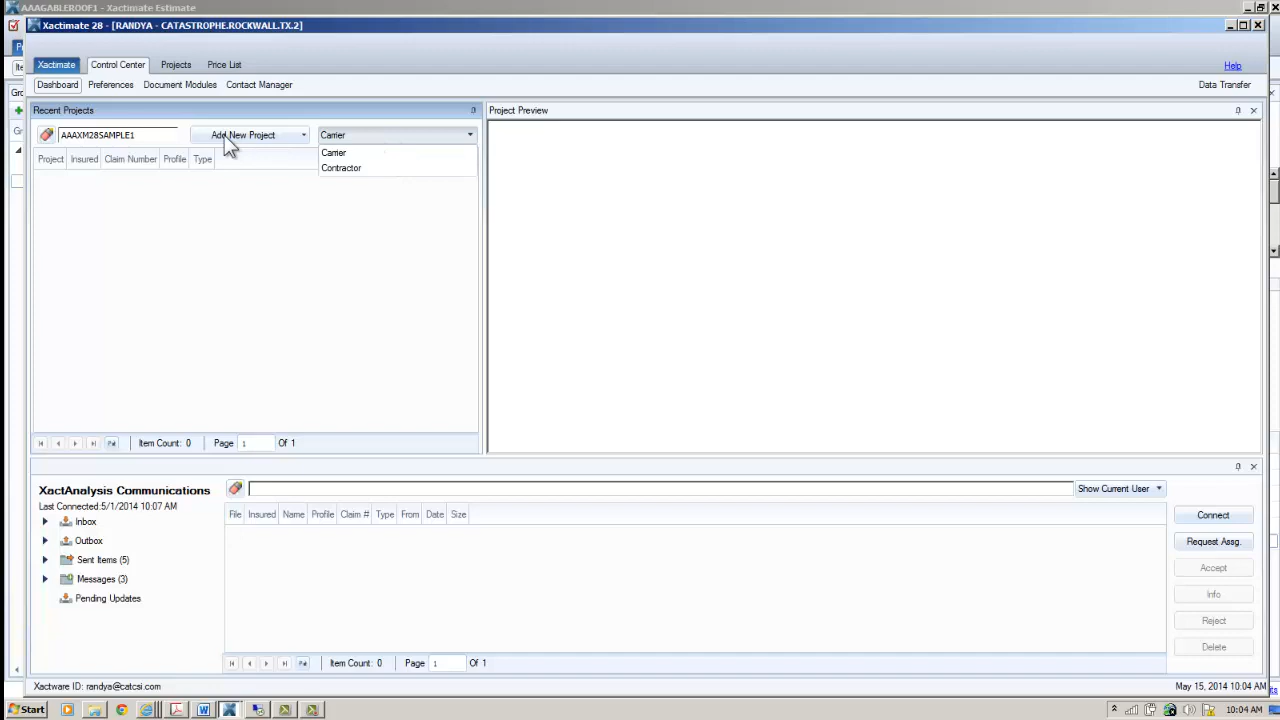 AAAGABLEROOF1 - Xactimate Estimate
Xactimate 28 - [RANDYA - CATASTROPHE.ROCKWALL.TX.2]
Xactimate Control Center Projects Price List Help
Dashboard Preferences Document Modules Contact Manager Data Transfer
Recent Projects Project Preview
AAAXM28SAMPLE1 Add New Project Carrier
Carrier
Project Insured Claim Number Profile Type
Contractor
Item Count: 0 Page 1 Of 1
XactAnalysis Communications
Show Current User
Last Connected:5/1/2014 10:07 AM
File Insured Name Profile Claim # Type From Date Size
Connect
Inbox
Outbox
Request Assg.
Sent Items (5)
Accept
Messages (3)
Info
Pending Updates
Reject
Delete
Item Count: 0 Page 1 Of 1
Xactware ID: randya@catcsi.com May 15, 2014 10:04 AM
Start 10:04 AM